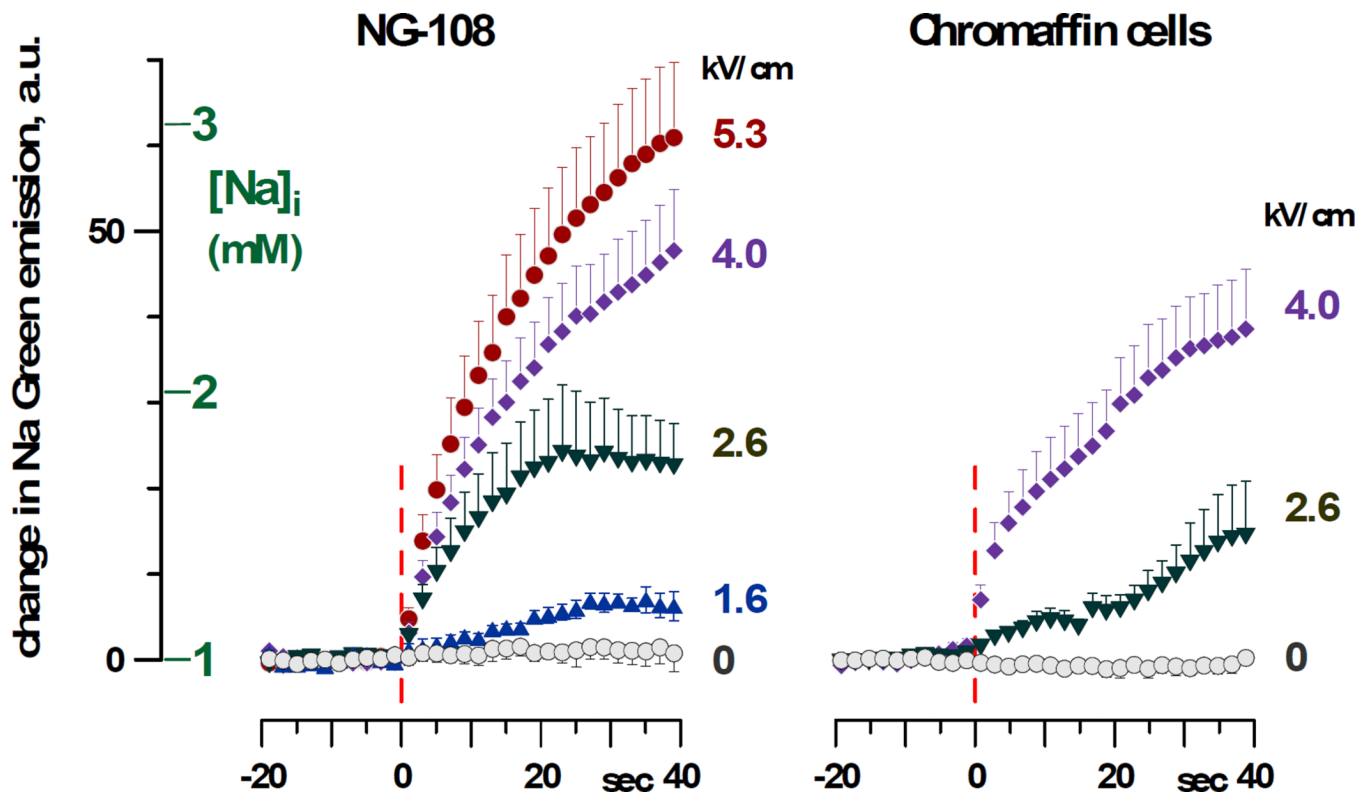 NG-108
Chromaffin cells
change in Na Green emission, a.u.
50
0
3
2
1
[Na]i
(mM)
kV/cm
5.3
4.0
2.6
1.6
0
-20
0
20
sec
40
kV/cm
4.0
2.6
0
-20
0
20
sec
40